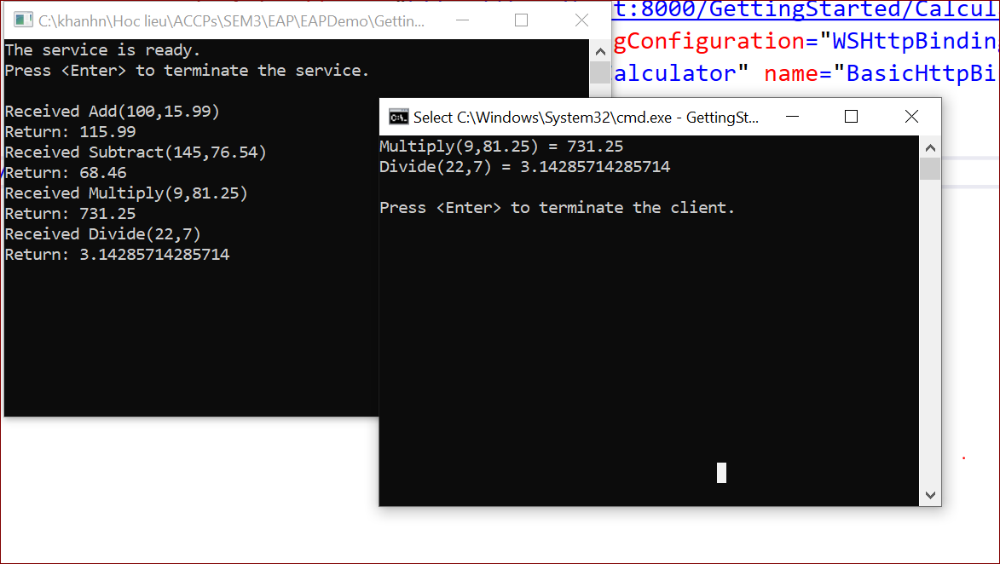 C:\khanhn\Hoc lieu\ACCPs\SEM3\EAP\EAPDemo\Gettin...
The service is ready.
Press <Enter> to terminate the service.
Received Add(100,15.99)
Return: 115.99
Received Subtract(145,76.54)
Return: 68.46
Received Multiply(9,81.25)
Return: 731.25
Received Divide(22,7)
Return: 3.14285714285714
t:8000/GettingStarted/Calcul
gConfiguration="WSHttpBinding
alculator" name="BasicHttpBi
Select C:\Windows\System32\cmd.exe - GettingSt...
Multiply(9,81.25) = 731.25
Divide(22,7) = 3.14285714285714
Press <Enter> to terminate the client.